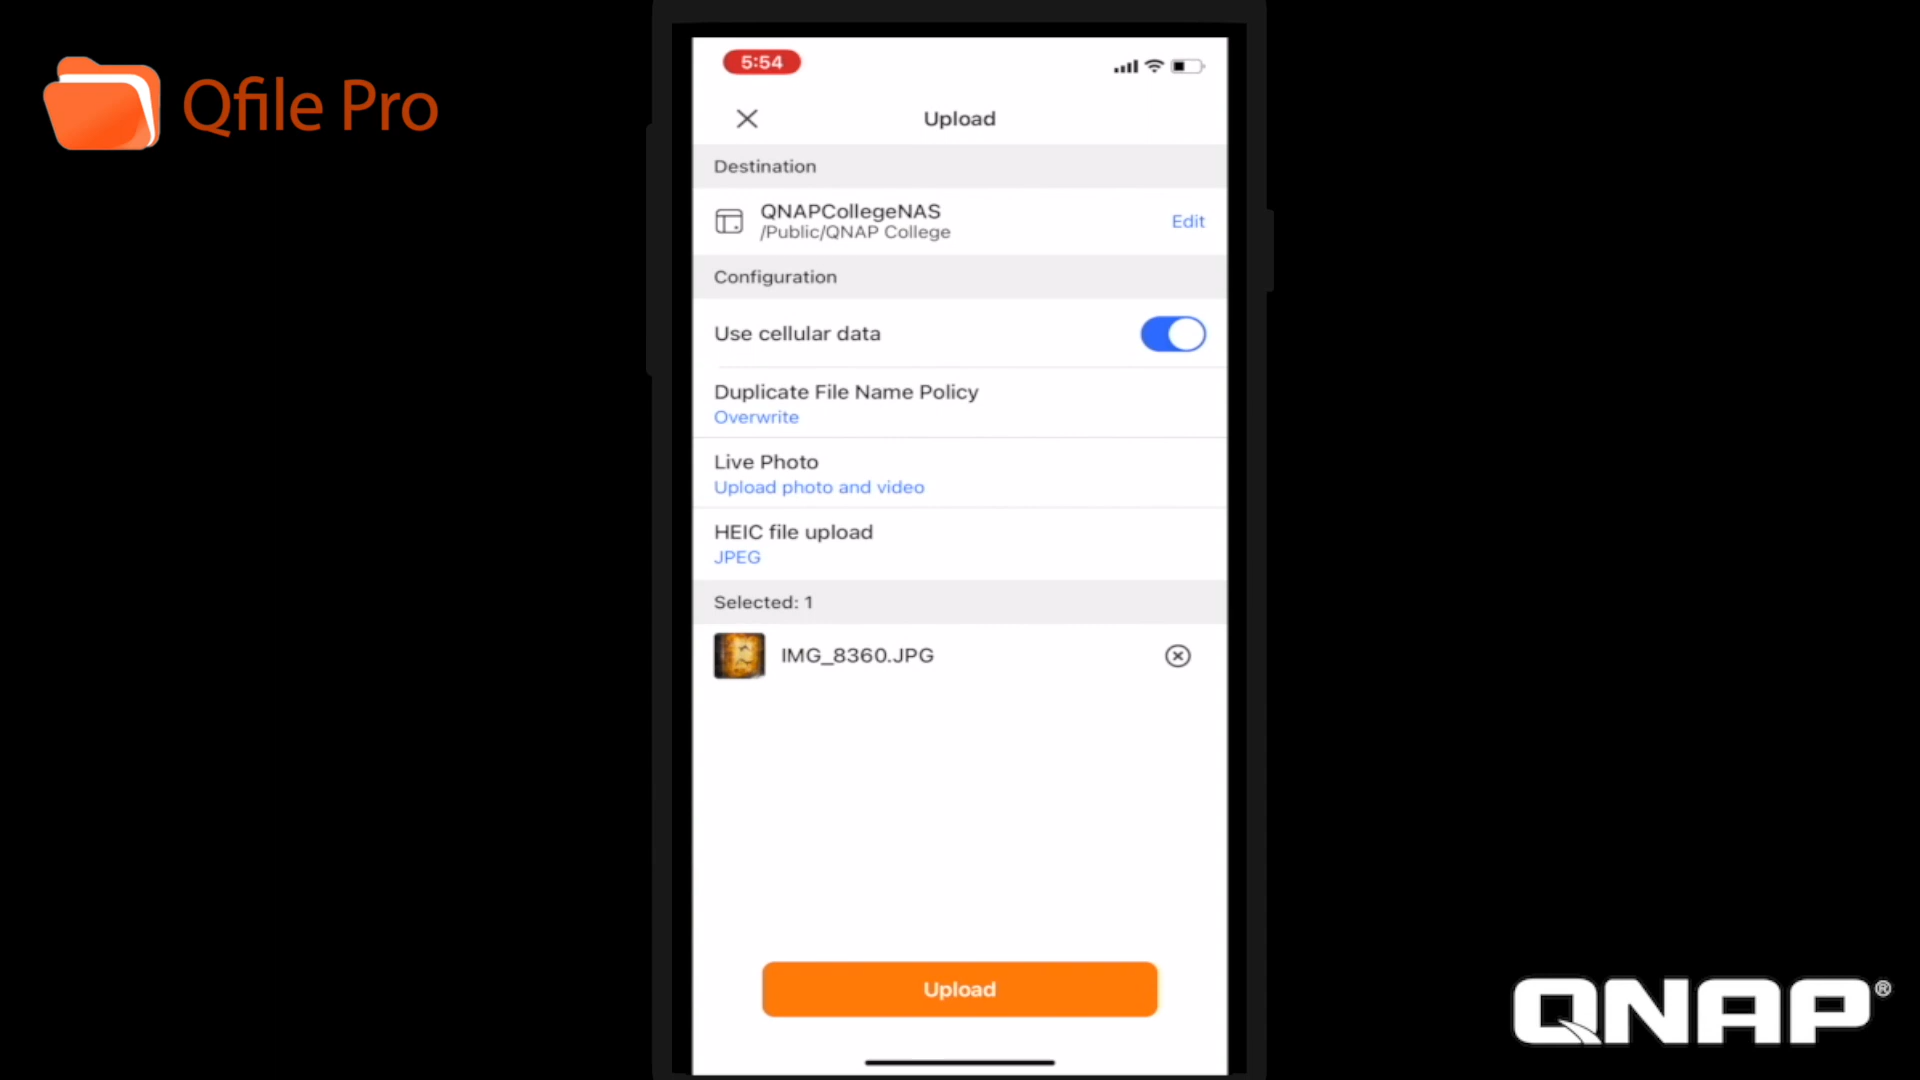 Qfile Pro
5:54
Upload
Destination
QNAPCollegeNAS
/Public/QNAP College
Edit
Configuration
Use cellular data
Duplicate File Name Policy
Overwrite
Live Photo
Upload photo and video
HEIC file upload
JPEG
Selected: 1
IMG_8360.JPG
Upload
QNAP®